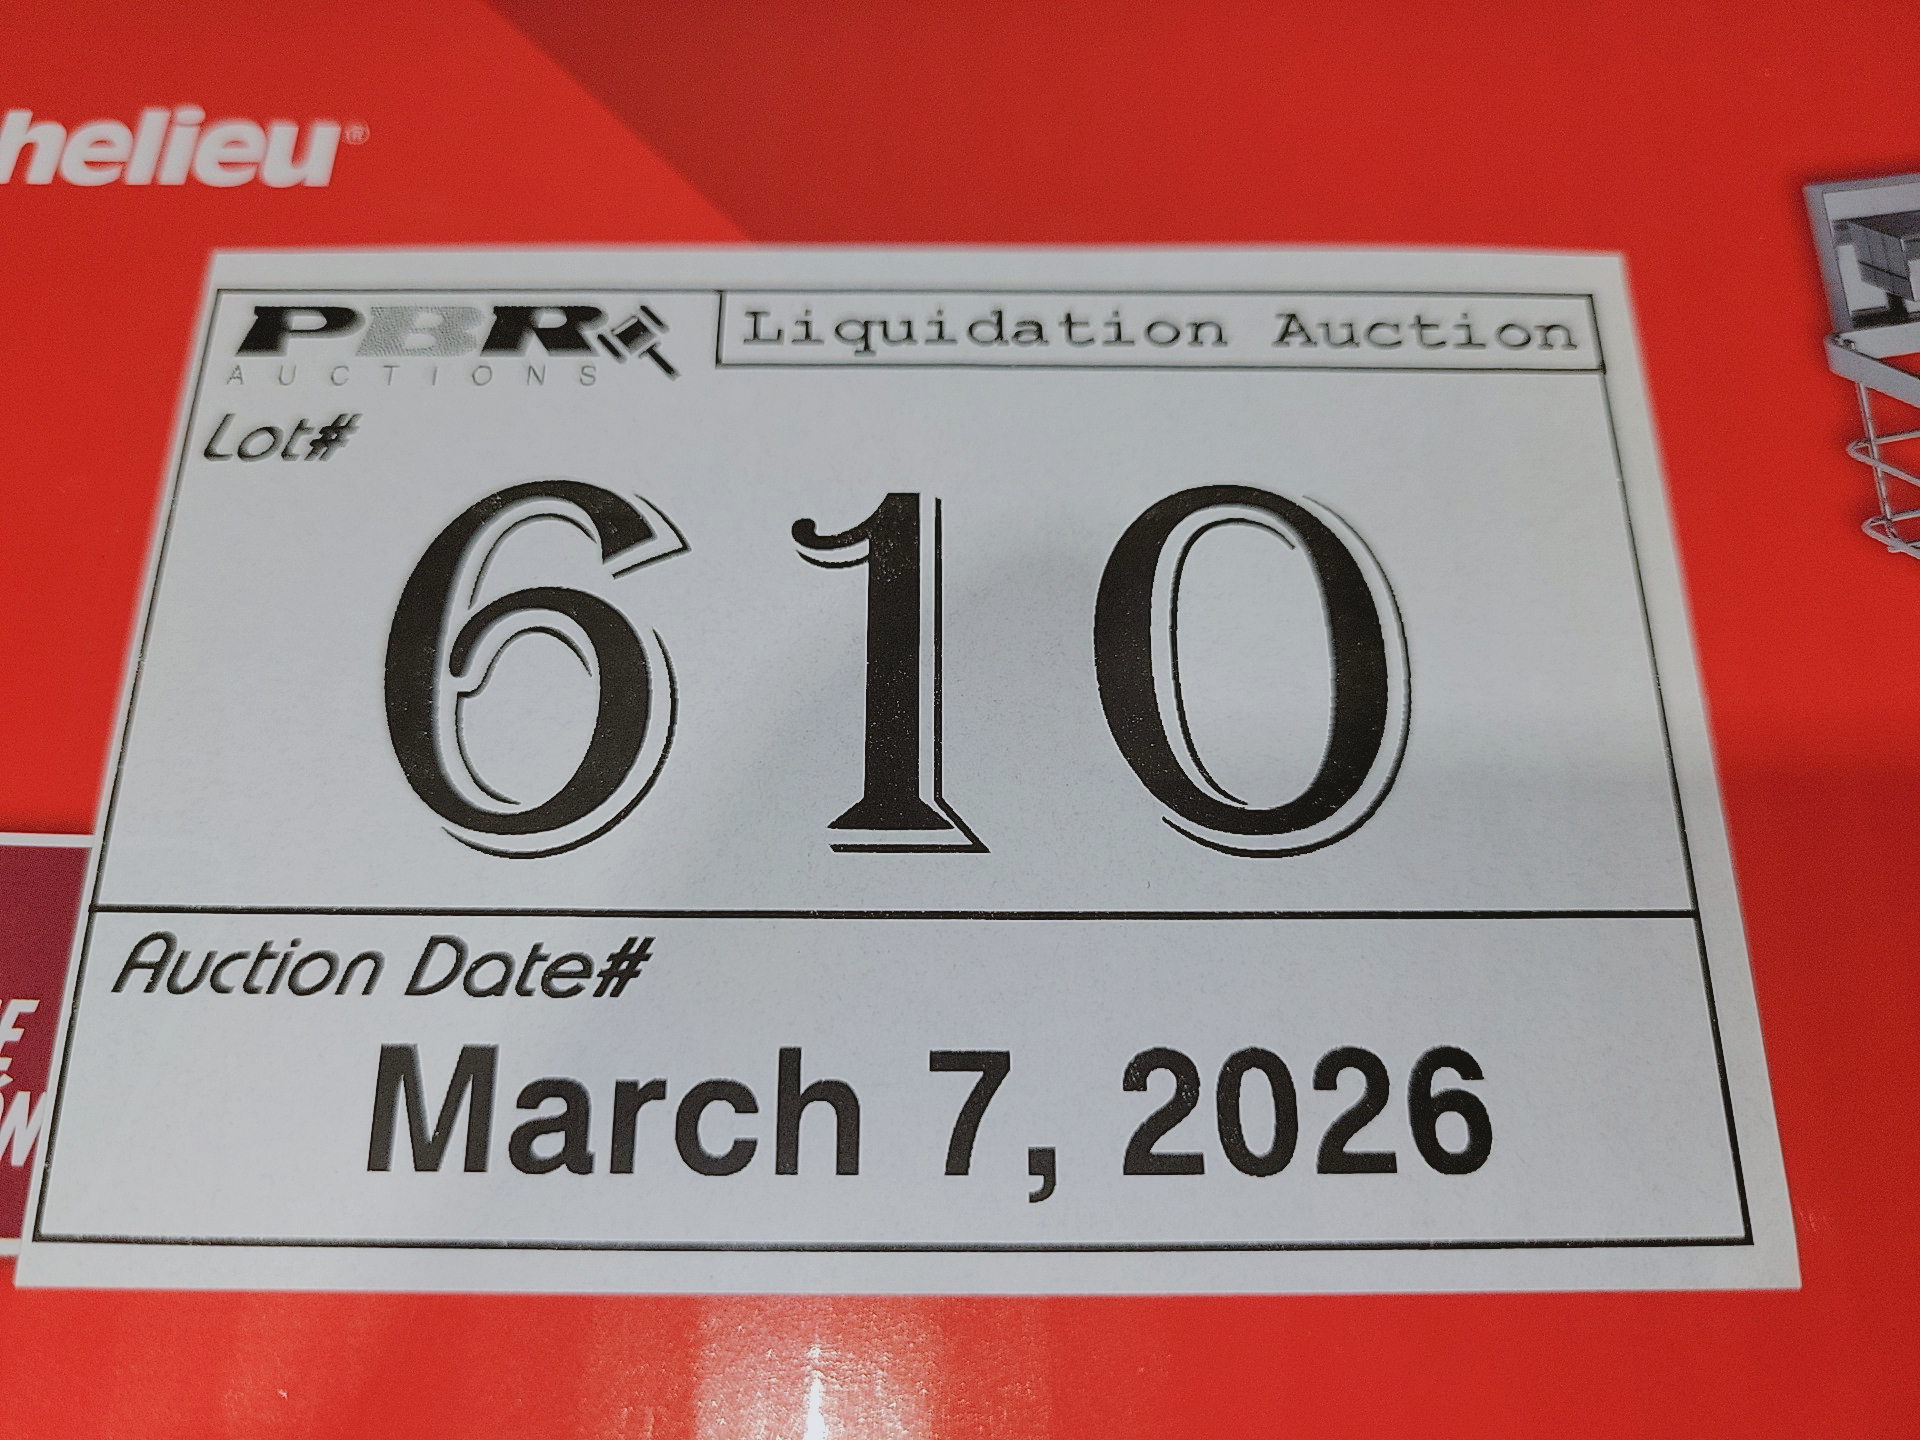 helieu®
PBR
AUCTIONS
Liquidation Auction
Lot#
610
Auction Date#
March 7, 2026